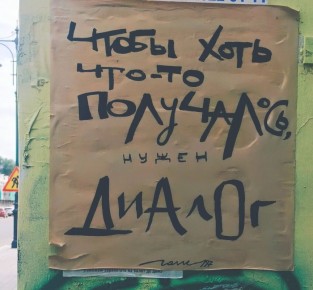 Чтобы хоть
что-то
получалось,
нужен
диалог